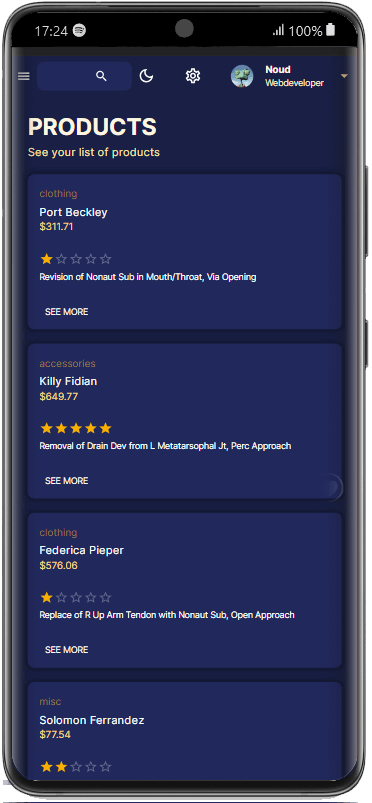 17:24 100%
Noud
Webdeveloper
PRODUCTS
See your list of products
clothing
Port Beckley
$311.71
Revision of Nonaut Sub in Mouth/Throat, Via Opening
SEE MORE
accessories
Killy Fidian
$649.77
Removal of Drain Dev from L Metatarsophal Jt, Perc Approach
SEE MORE
clothing
Federica Pieper
$576.06
Replace of R Up Arm Tendon with Nonaut Sub, Open Approach
SEE MORE
misc
Solomon Ferrandez
$77.54